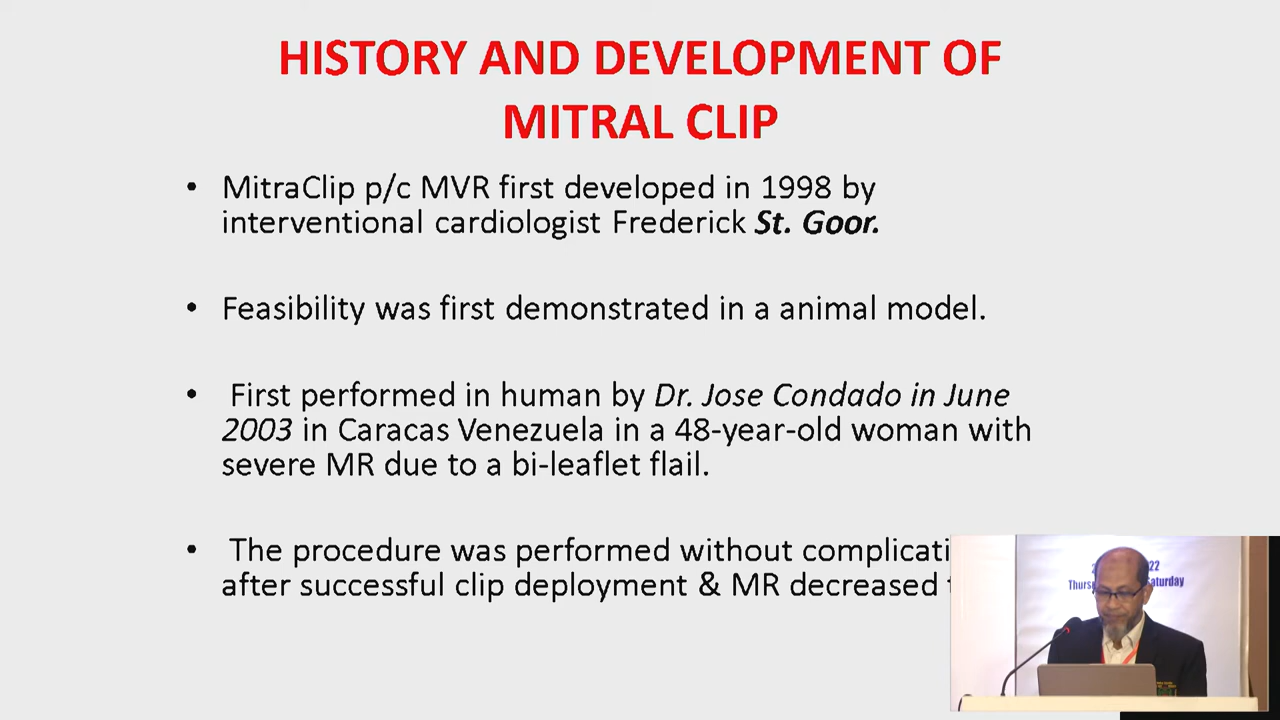 HISTORY AND DEVELOPMENT OF
MITRAL CLIP
• MitraClip p/c MVR first developed in 1998 by
interventional cardiologist Frederick St. Goor.
• Feasibility was first demonstrated in a animal model.
• First performed in human by Dr. Jose Condado in June
2003 in Caracas Venezuela in a 48-year-old woman with
severe MR due to a bi-leaflet flail.
• The procedure was performed without
after successful clip deployment & MR decreased
22